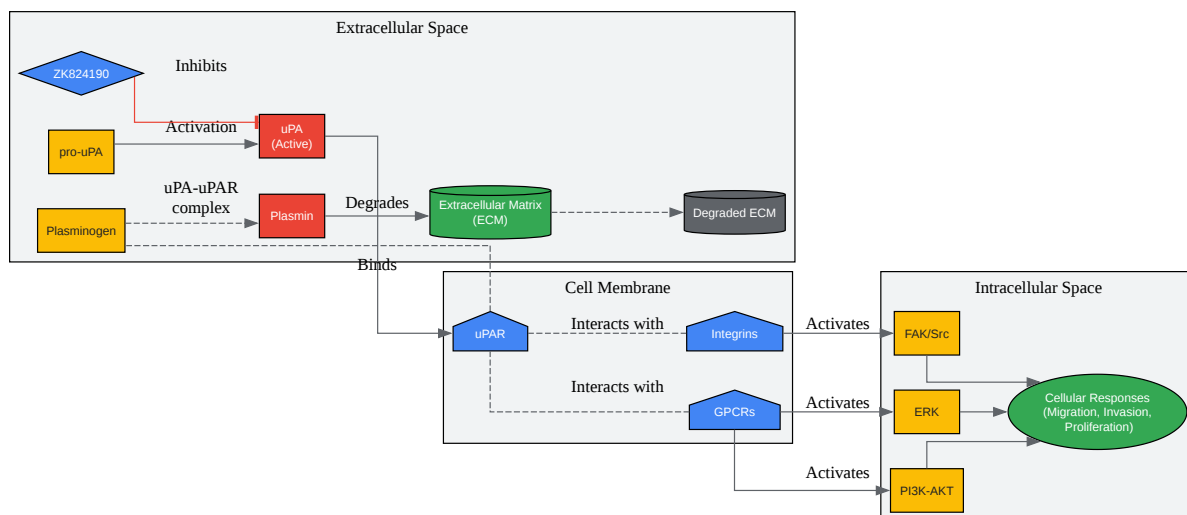 Extracellular Space
ZK824190
Inhibits
Activation
uPA
(Active)
pro-uPA
uPA-uPAR
complex
Plasminogen
Plasmin
Degrades
Extracellular Matrix
(ECM)
Degraded ECM
Binds
Cell Membrane
Intracellular Space
uPAR
Interacts with
Integrins
Activates
FAK/Src
Interacts with
GPCRs
Activates
ERK
Cellular Responses
(Migration, Invasion,
Proliferation)
Activates
PI3K-AKT